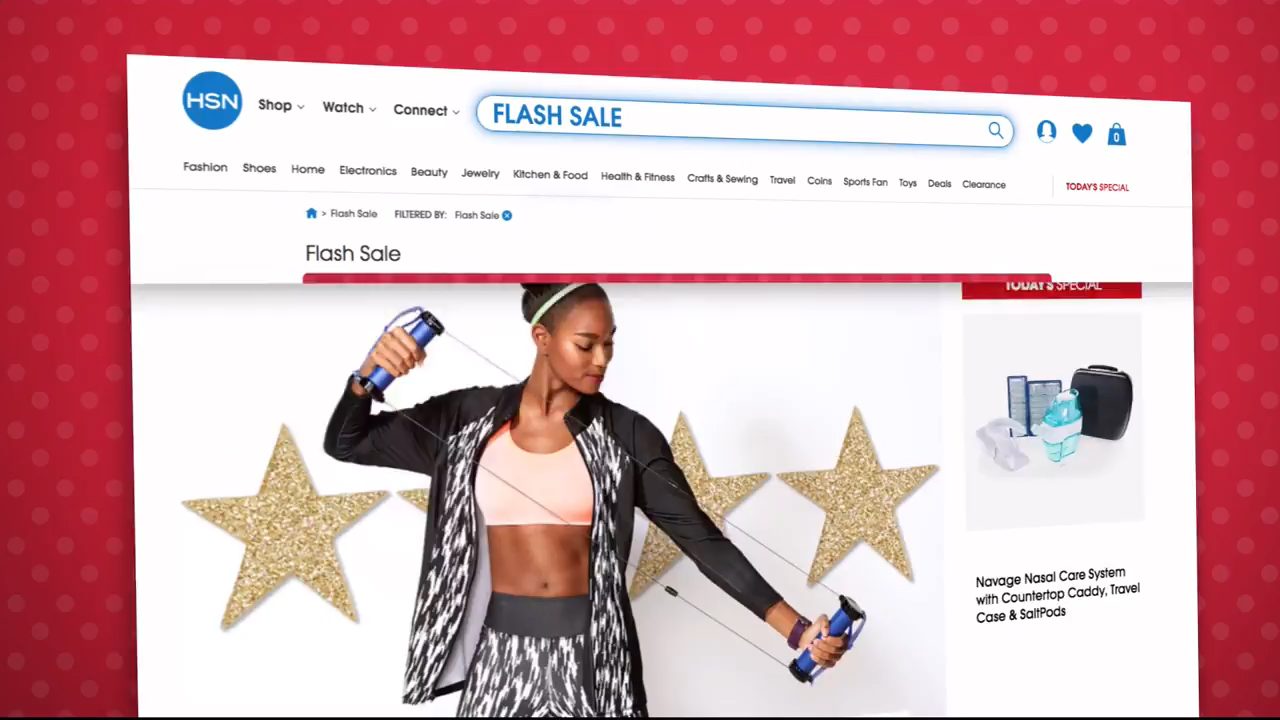 HSN
Shop
Watch
Connect
FLASH SALE
0
Fashion
Shoes
Home
Electronics
Beauty
Jewelry
Kitchen & Food
Health & Fitness
Crafts & Sewing
Travel
Coins
Sports Fan
Toys
Deals
Clearance
TODAY'S SPECIAL
> Flash Sale
FILTERED BY:
Flash Sale
Flash Sale
TODAY'S SPECIAL
Navage Nasal Care System
with Countertop Caddy, Travel
Case & SaltPods